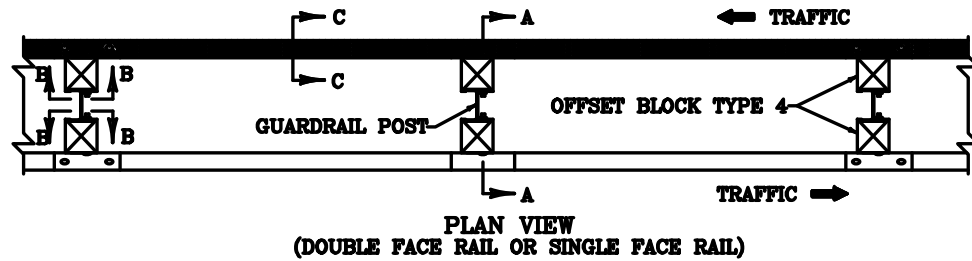 C A TRAFFIC
B B C
GUARDRAIL POST OFFSET BLOCK TYPE 4
B B
A TRAFFIC
PLAN VIEW
(DOUBLE FACE RAIL OR SINGLE FACE RAIL)